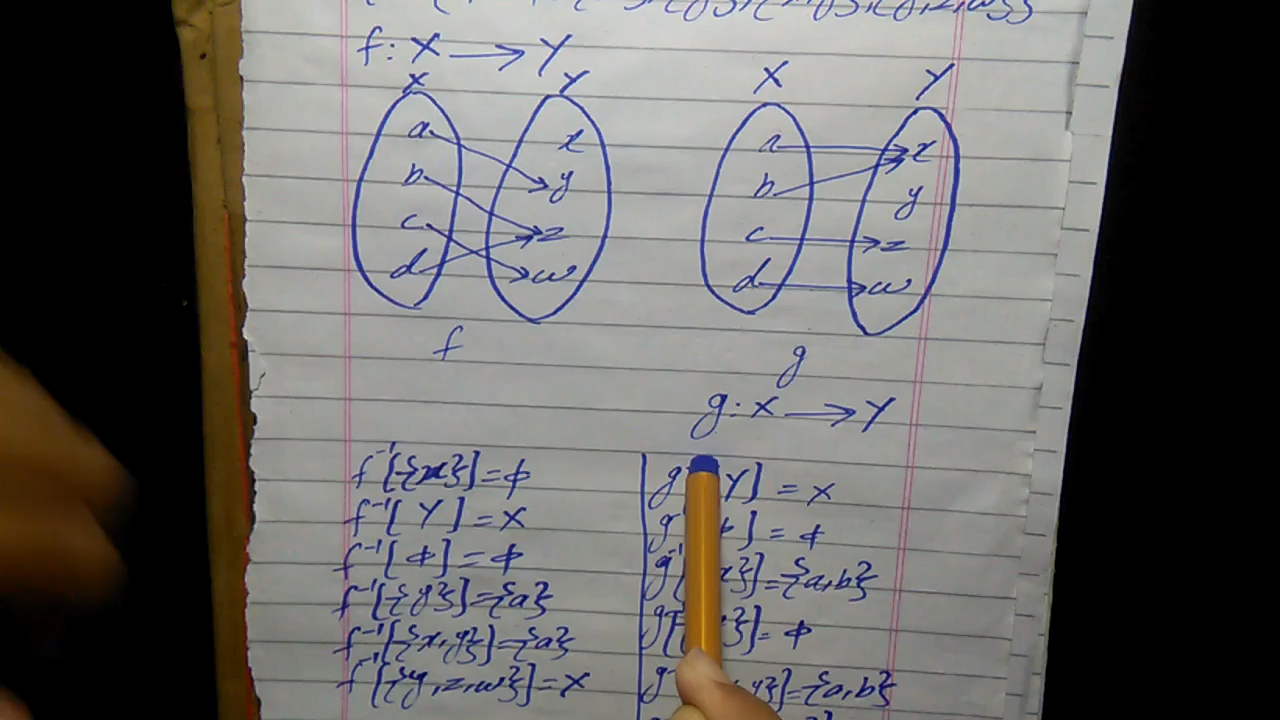 f : X → Y
X Y
a x
b y
c z
d w
f
X Y
a x
b y
c z
d w
g
g : X → Y
f⁻¹[{x}] = ϕ
f⁻¹[Y] = X
f⁻¹[ϕ] = ϕ
f⁻¹[{y}] = {a}
f⁻¹[{x,y}] = {a}
f⁻¹[{y,z,w}] = X
Y] = X
] = ϕ
x}] = {a,b}
}] = ϕ
y}] = {a,b}